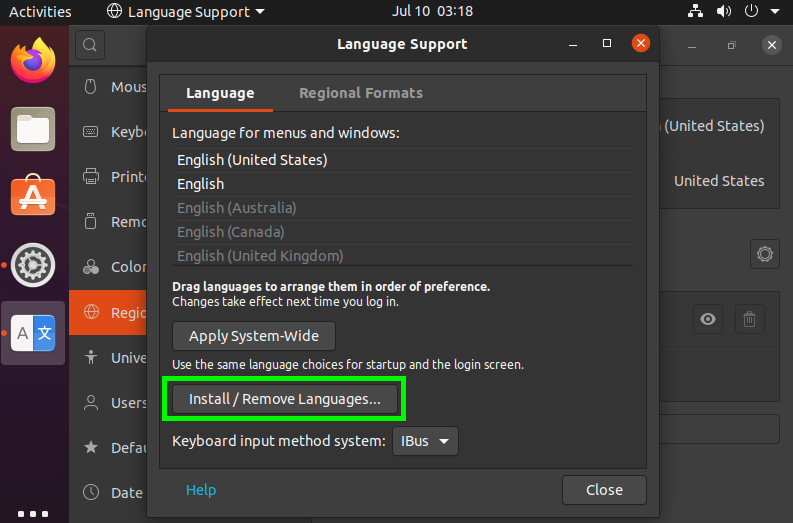 Activities
Language Support
Jul 10 03:18
Language Support
Language
Regional Formats
Mous
Keybo
Printe
Remo
Color
Regio
Unive
Users
Defau
Date
Language for menus and windows:
English (United States)
English
English (Australia)
English (Canada)
English (United Kingdom)
Drag languages to arrange them in order of preference.
Changes take effect next time you log in.
Apply System-Wide
Use the same language choices for startup and the login screen.
Install / Remove Languages...
Keyboard input method system:
IBus
Help
Close
(United States)
United States
A 文